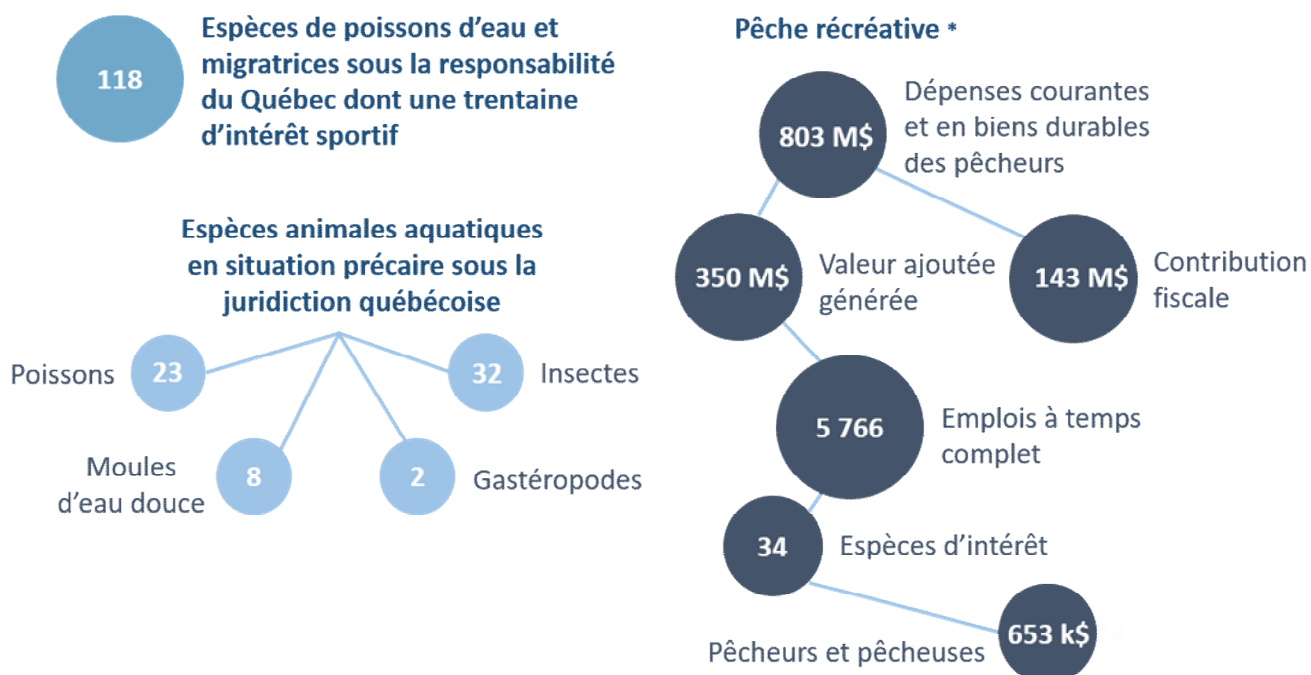 118
Espèces de poissons d'eau et
migratrices sous la responsabilité
du Québec dont une trentaine
d'intérêt sportif
Espèces animales aquatiques
en situation précaire sous la
juridiction québécoise
Poissons
23
32
Insectes
Moules
d'eau douce
8
2
Gastéropodes
Pêche récréative *
803 M$
Dépenses courantes
et en biens durables
des pêcheurs
350 M$
Valeur ajoutée
générée
143 M$
Contribution
fiscale
5 766
Emplois à temps
complet
34
Espèces d'intérêt
Pêcheurs et pêcheuses
653 k$